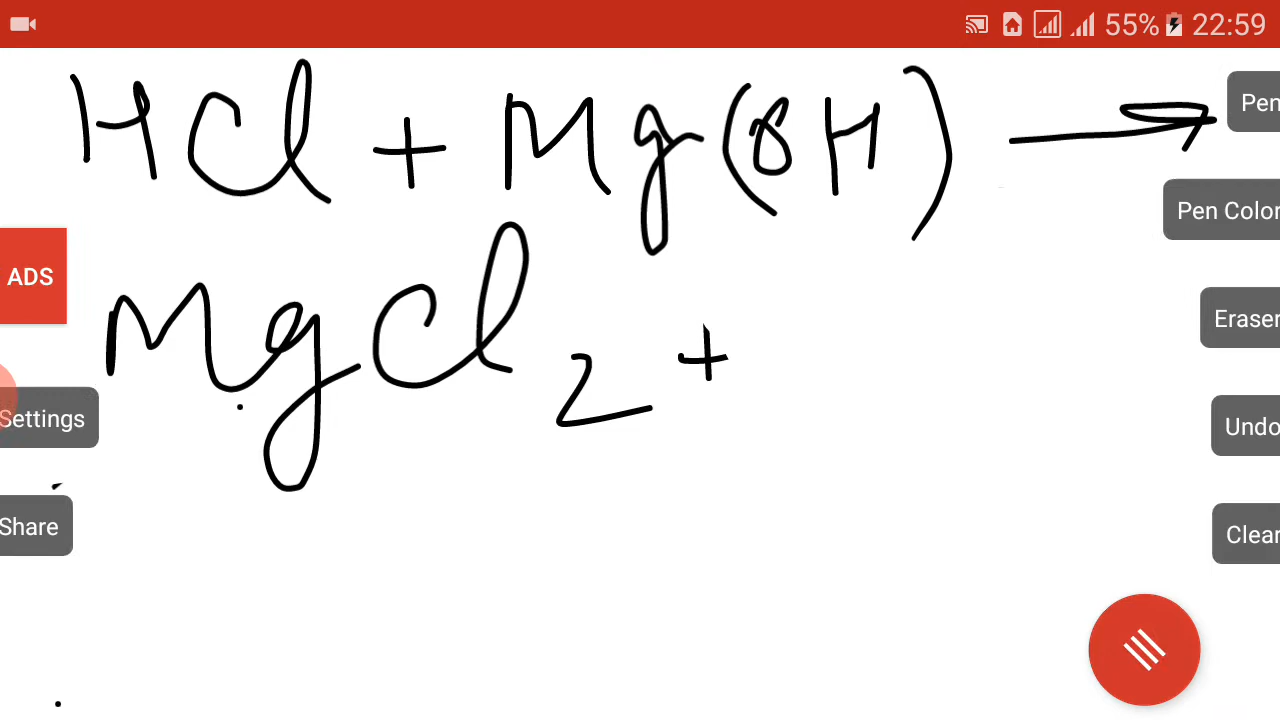 55% 22:59
HCl + Mg(OH) →
Pen
Pen Color
ADS
MgCl2 +
Eraser
Settings
Undo
Share
Clear